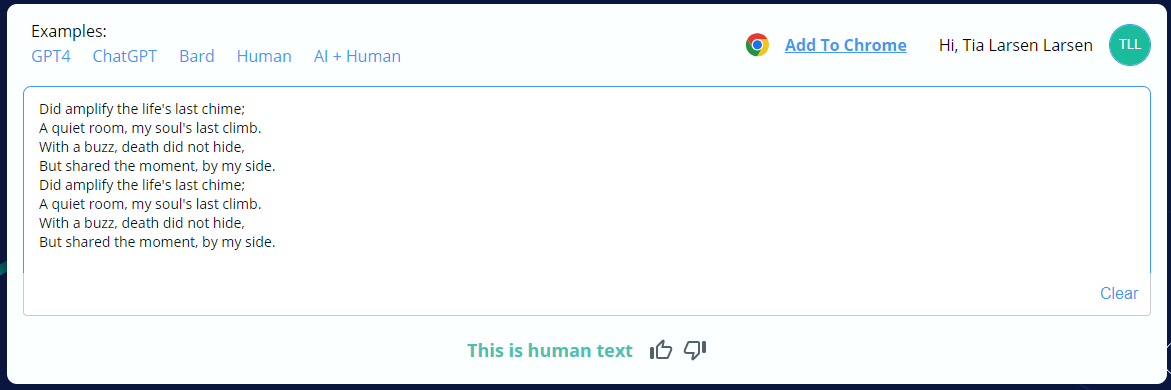 Examples:
GPT4 ChatGPT Bard Human AI + Human
Add To Chrome Hi, Tia Larsen Larsen TLL
Did amplify the life's last chime;
A quiet room, my soul's last climb.
With a buzz, death did not hide,
But shared the moment, by my side.
Did amplify the life's last chime;
A quiet room, my soul's last climb.
With a buzz, death did not hide,
But shared the moment, by my side.
Clear
This is human text